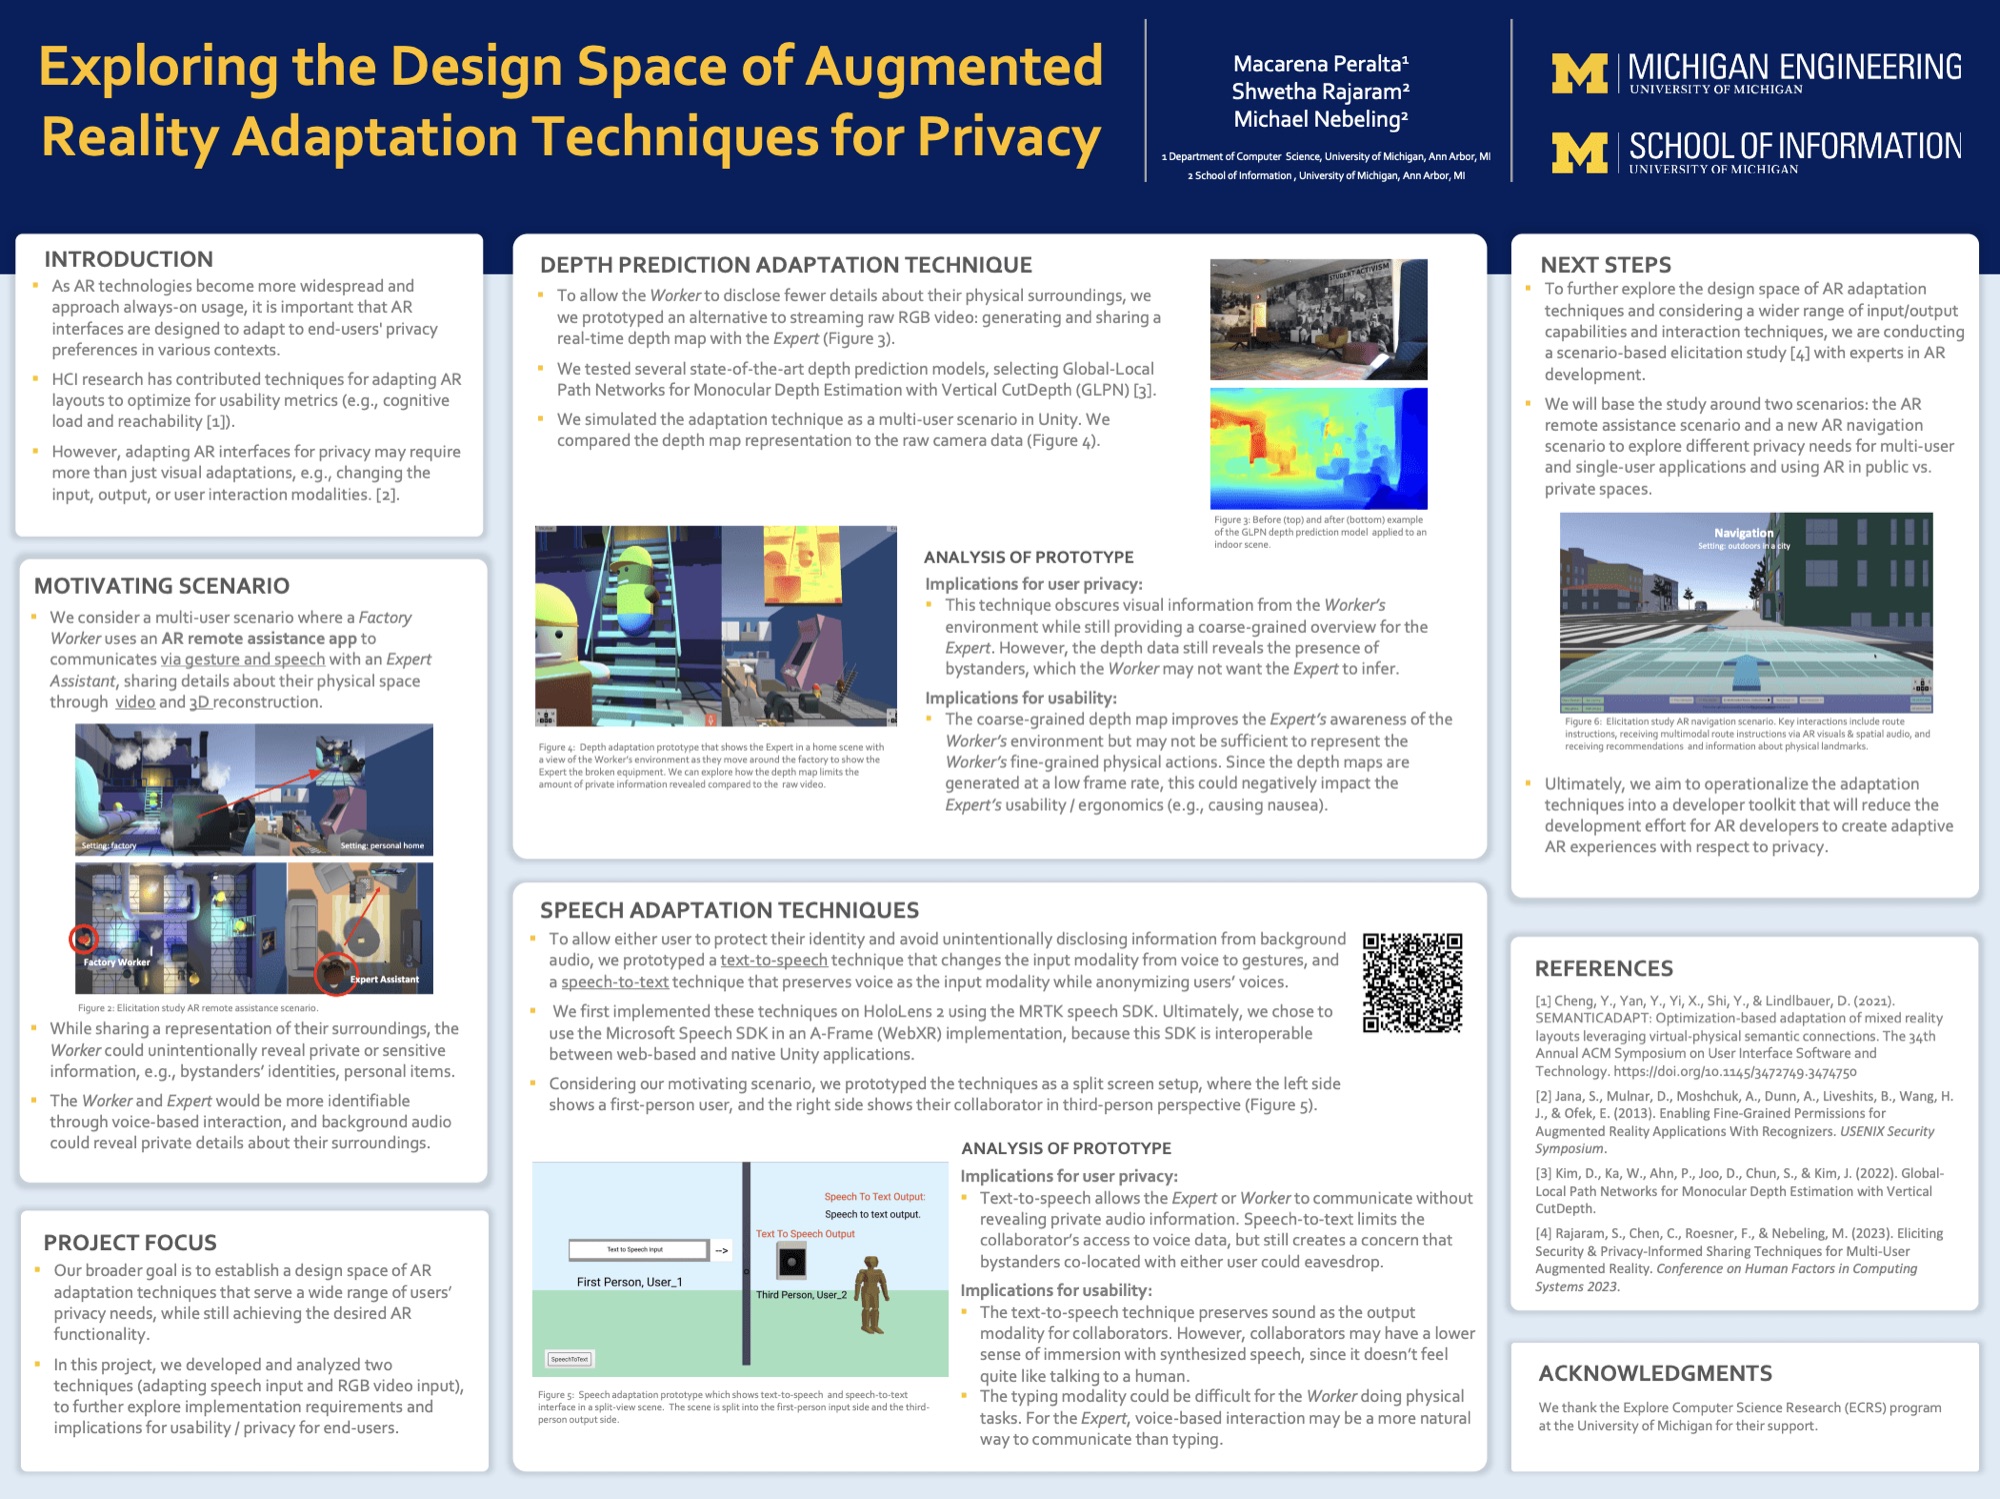 Exploring the Design Space of Augmented
Reality Adaptation Techniques for Privacy
Macarena Peralta¹
Shwetha Rajaram²
Michael Nebeling²
1 Department of Computer Science, University of Michigan, Ann Arbor, MI
2 School of Information, University of Michigan, Ann Arbor, MI
M MICHIGAN ENGINEERING
UNIVERSITY OF MICHIGAN
M SCHOOL OF INFORMATION
UNIVERSITY OF MICHIGAN
INTRODUCTION
As AR technologies become more widespread and
approach always-on usage, it is important that AR
interfaces are designed to adapt to end-users' privacy
preferences in various contexts.
HCI research has contributed techniques for adapting AR
layouts to optimize for usability metrics (e.g., cognitive
load and reachability [1]).
However, adapting AR interfaces for privacy may require
more than just visual adaptations, e.g., changing the
input, output, or user interaction modalities. [2].
MOTIVATING SCENARIO
We consider a multi-user scenario where a Factory
Worker uses an AR remote assistance app to
communicates via gesture and speech with an Expert
Assistant, sharing details about their physical space
through video and 3D reconstruction.
Setting: factory
Setting: personal home
Factory Worker
Expert Assistant
Figure 2: Elicitation study AR remote assistance scenario.
While sharing a representation of their surroundings, the
Worker could unintentionally reveal private or sensitive
information, e.g., bystanders' identities, personal items.
The Worker and Expert would be more identifiable
through voice-based interaction, and background audio
could reveal private details about their surroundings.
PROJECT FOCUS
Our broader goal is to establish a design space of AR
adaptation techniques that serve a wide range of users'
privacy needs, while still achieving the desired AR
functionality.
In this project, we developed and analyzed two
techniques (adapting speech input and RGB video input),
to further explore implementation requirements and
implications for usability / privacy for end-users.
DEPTH PREDICTION ADAPTATION TECHNIQUE
To allow the Worker to disclose fewer details about their physical surroundings, we
we prototyped an alternative to streaming raw RGB video: generating and sharing a
real-time depth map with the Expert (Figure 3).
We tested several state-of-the-art depth prediction models, selecting Global-Local
Path Networks for Monocular Depth Estimation with Vertical CutDepth (GLPN) [3].
We simulated the adaptation technique as a multi-user scenario in Unity. We
compared the depth map representation to the raw camera data (Figure 4).
STUDENT ACTIVISM
Figure 3: Before (top) and after (bottom) example
of the GLPN depth prediction model applied to an
indoor scene.
Figure 4: Depth adaptation prototype that shows the Expert in a home scene with
a view of the Worker's environment as they move around the factory to show the
Expert the broken equipment. We can explore how the depth map limits the
amount of private information revealed compared to the raw video.
ANALYSIS OF PROTOTYPE
Implications for user privacy:
This technique obscures visual information from the Worker's
environment while still providing a coarse-grained overview for the
Expert. However, the depth data still reveals the presence of
bystanders, which the Worker may not want the Expert to infer.
Implications for usability:
The coarse-grained depth map improves the Expert's awareness of the
Worker's environment but may not be sufficient to represent the
Worker's fine-grained physical actions. Since the depth maps are
generated at a low frame rate, this could negatively impact the
Expert's usability / ergonomics (e.g., causing nausea).
SPEECH ADAPTATION TECHNIQUES
To allow either user to protect their identity and avoid unintentionally disclosing information from background
audio, we prototyped a text-to-speech technique that changes the input modality from voice to gestures, and
a speech-to-text technique that preserves voice as the input modality while anonymizing users' voices.
We first implemented these techniques on HoloLens 2 using the MRTK speech SDK. Ultimately, we chose to
use the Microsoft Speech SDK in an A-Frame (WebXR) implementation, because this SDK is interoperable
between web-based and native Unity applications.
Considering our motivating scenario, we prototyped the techniques as a split screen setup, where the left side
shows a first-person user, and the right side shows their collaborator in third-person perspective (Figure 5).
Speech To Text Output:
Speech to text output.
Text To Speech Output
Text to Speech input
-->
First Person, User_1
Third Person, User_2
SpeechToText
Figure 5: Speech adaptation prototype which shows text-to-speech and speech-to-text
interface in a split-view scene. The scene is split into the first-person input side and the third-
person output side.
ANALYSIS OF PROTOTYPE
Implications for user privacy:
Text-to-speech allows the Expert or Worker to communicate without
revealing private audio information. Speech-to-text limits the
collaborator's access to voice data, but still creates a concern that
bystanders co-located with either user could eavesdrop.
Implications for usability:
The text-to-speech technique preserves sound as the output
modality for collaborators. However, collaborators may have a lower
sense of immersion with synthesized speech, since it doesn't feel
quite like talking to a human.
The typing modality could be difficult for the Worker doing physical
tasks. For the Expert, voice-based interaction may be a more natural
way to communicate than typing.
NEXT STEPS
To further explore the design space of AR adaptation
techniques and considering a wider range of input/output
capabilities and interaction techniques, we are conducting
a scenario-based elicitation study [4] with experts in AR
development.
We will base the study around two scenarios: the AR
remote assistance scenario and a new AR navigation
scenario to explore different privacy needs for multi-user
and single-user applications and using AR in public vs.
private spaces.
Navigation
Setting: outdoors in a city
Figure 6: Elicitation study AR navigation scenario. Key interactions include route
instructions, receiving multimodal route instructions via AR visuals & spatial audio, and
receiving recommendations and information about physical landmarks.
Ultimately, we aim to operationalize the adaptation
techniques into a developer toolkit that will reduce the
development effort for AR developers to create adaptive
AR experiences with respect to privacy.
REFERENCES
[1] Cheng, Y., Yan, Y., Yi, X., Shi, Y., & Lindlbauer, D. (2021).
SEMANTICADAPT: Optimization-based adaptation of mixed reality
layouts leveraging virtual-physical semantic connections. The 34th
Annual ACM Symposium on User Interface Software and
Technology. https://doi.org/10.1145/3472749.3474750
[2] Jana, S., Mulnar, D., Moshchuk, A., Dunn, A., Liveshits, B., Wang, H.
J., & Ofek, E. (2013). Enabling Fine-Grained Permissions for
Augmented Reality Applications With Recognizers. USENIX Security
Symposium.
[3] Kim, D., Ka, W., Ahn, P., Joo, D., Chun, S., & Kim, J. (2022). Global-
Local Path Networks for Monocular Depth Estimation with Vertical
CutDepth.
[4] Rajaram, S., Chen, C., Roesner, F., & Nebeling, M. (2023). Eliciting
Security & Privacy-Informed Sharing Techniques for Multi-User
Augmented Reality. Conference on Human Factors in Computing
Systems 2023.
ACKNOWLEDGMENTS
We thank the Explore Computer Science Research (ECRS) program
at the University of Michigan for their support.